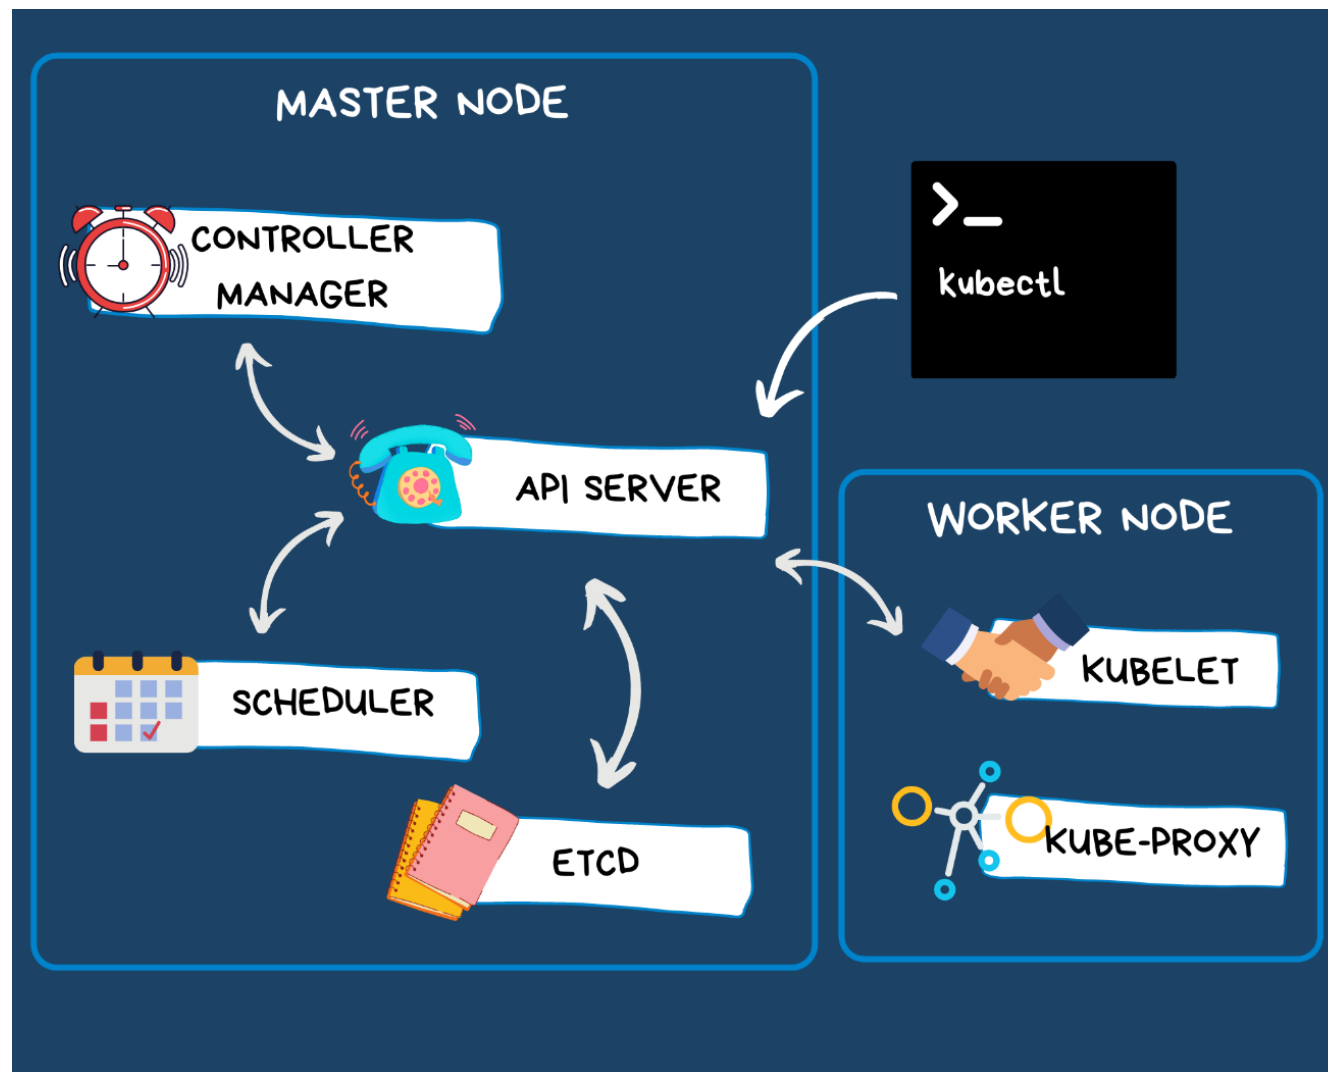 MASTER NODE
CONTROLLER
MANAGER
>_
kubectl
API SERVER
WORKER NODE
KUBELET
SCHEDULER
KUBE-PROXY
ETCD